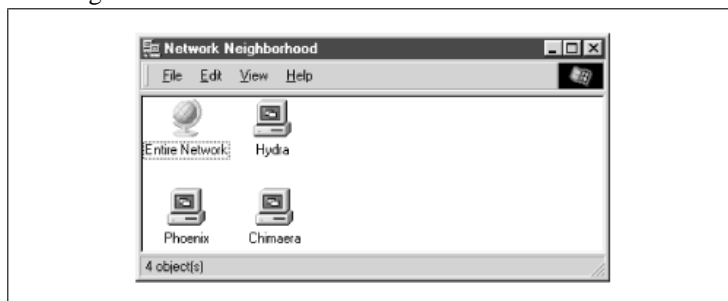 Network Neighborhood
File Edit View Help
Entire Network Hydra
Phoenix Chimaera
4 object(s)